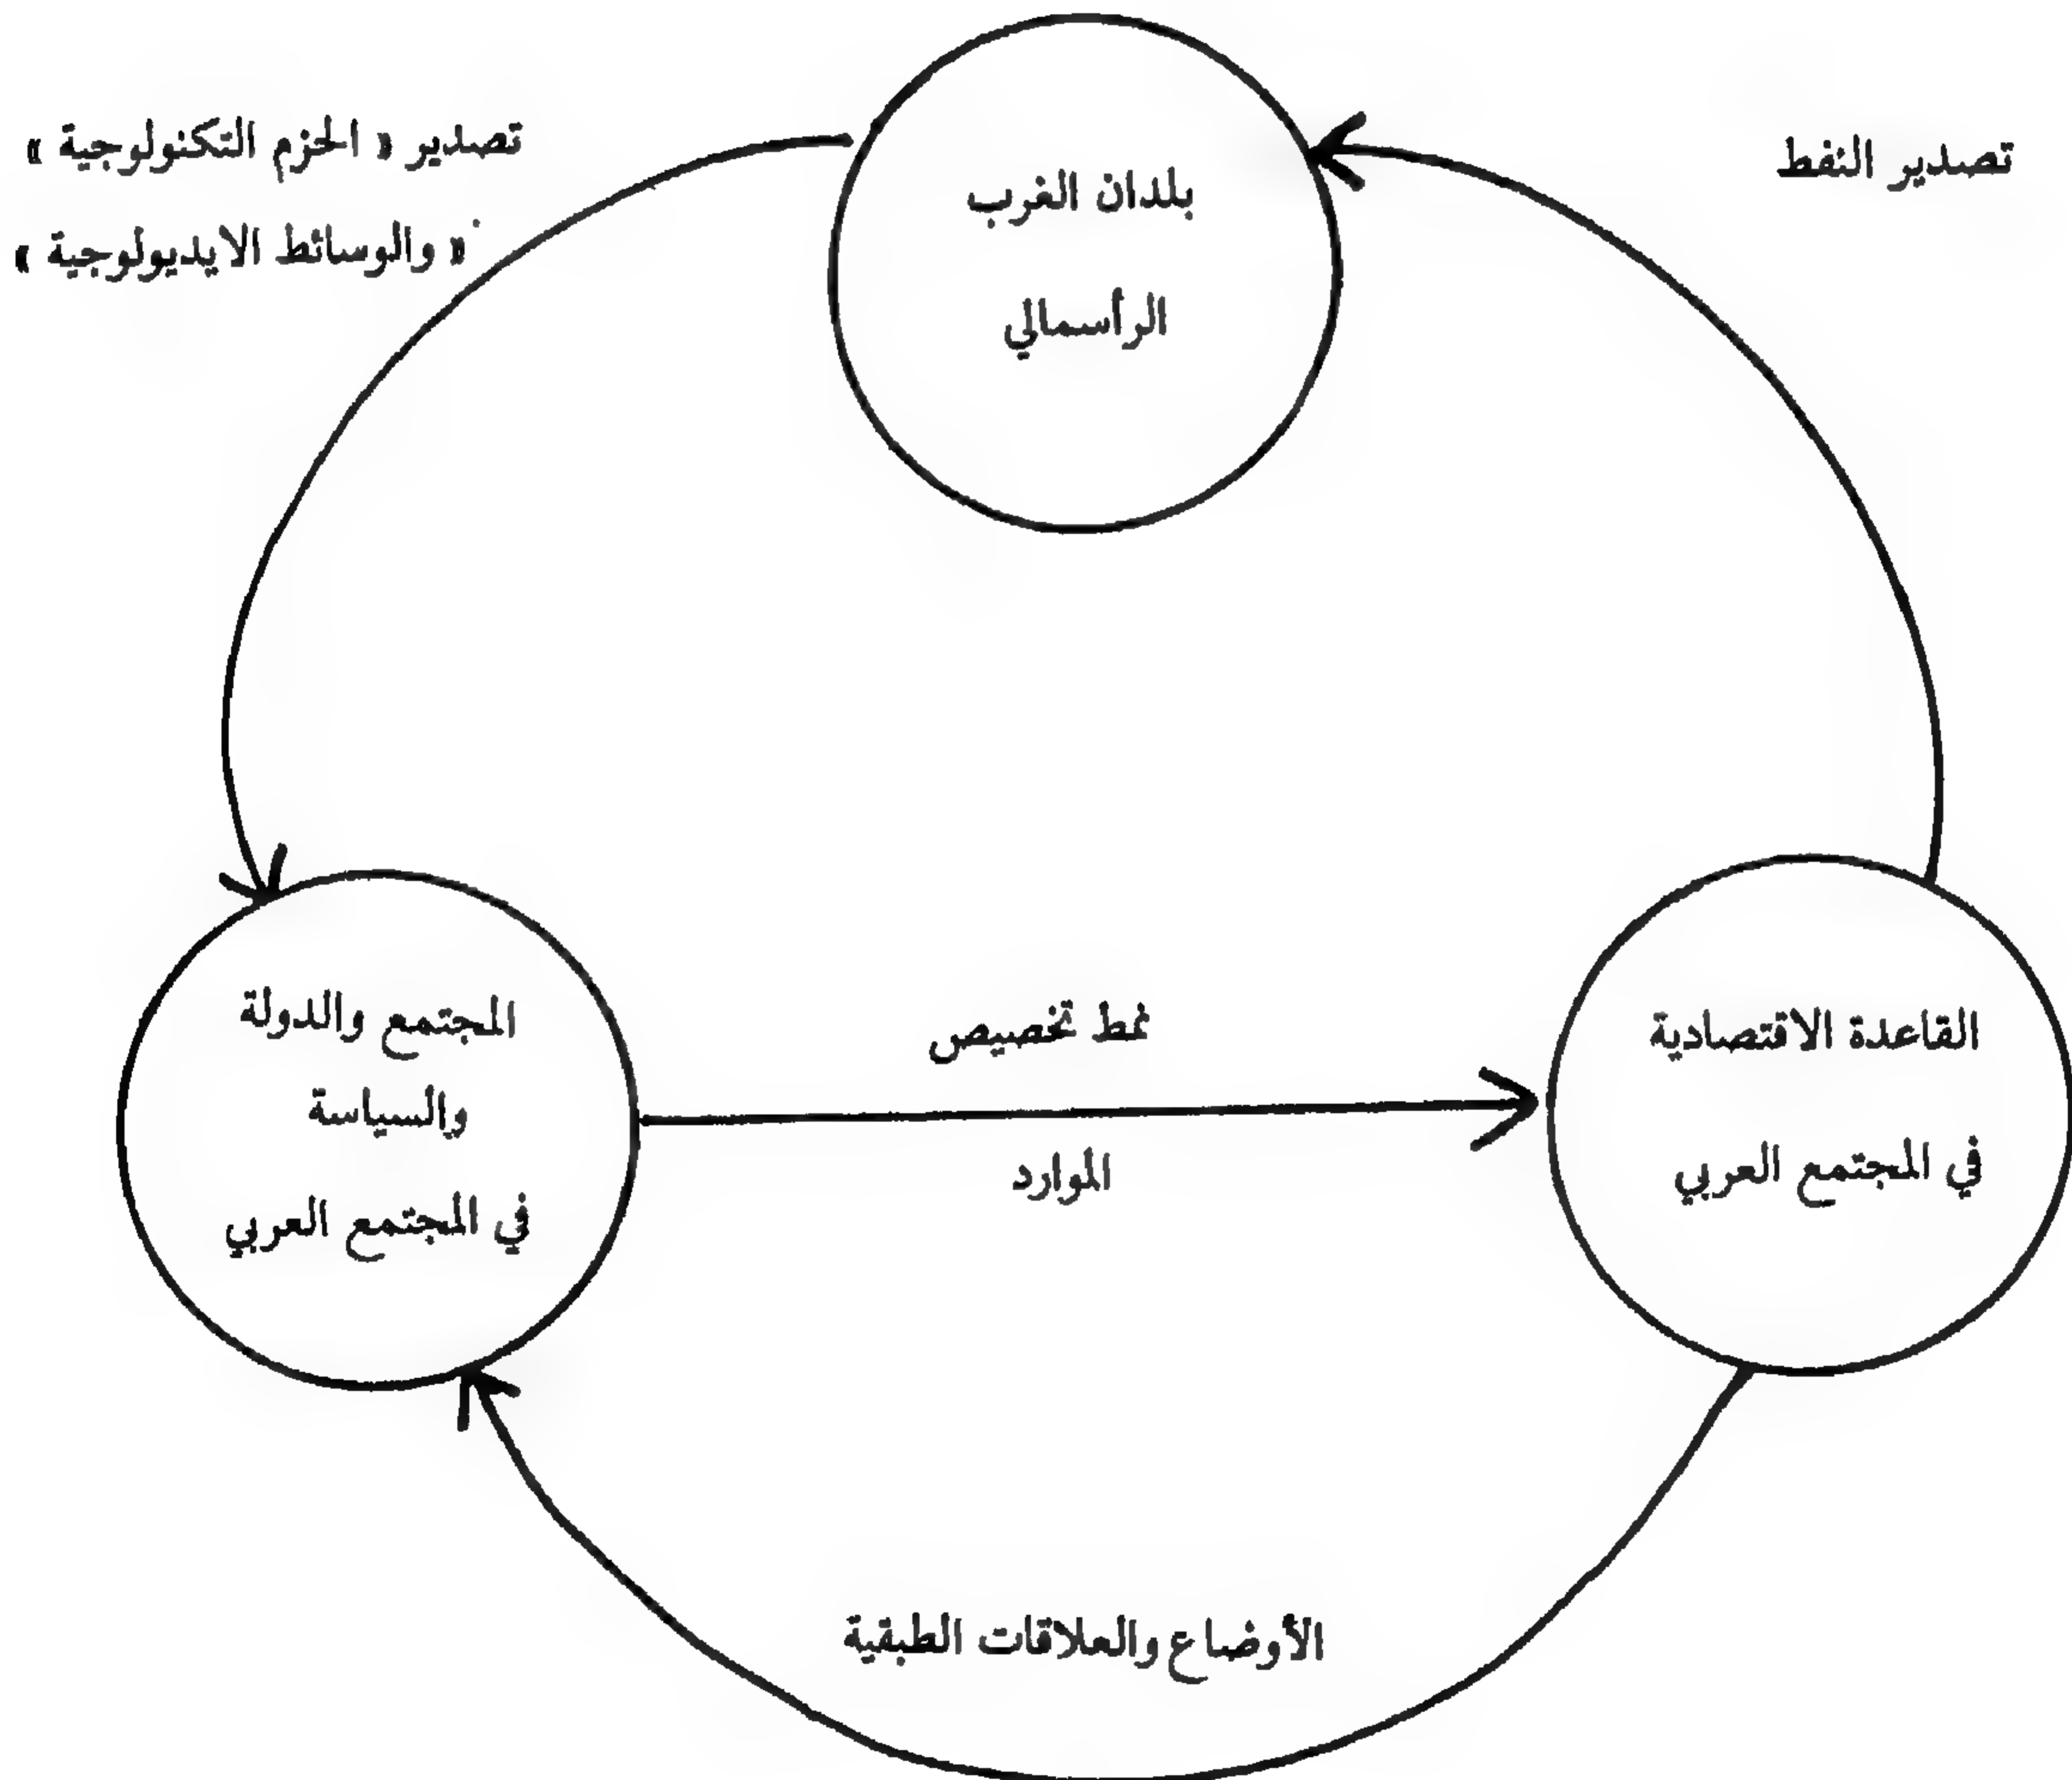 تصدير النفط
بلدان الغرب
الرأسمالي
تصدير « الحزم التكنولوجية »
« والوسائط الايديولوجية »
القاعدة الاقتصادية
في المجتمع العربي
نمط تخصيص
الموارد
المجتمع والدولة
والسياسة
في المجتمع العربي
الأوضاع والعلاقات الطبقية